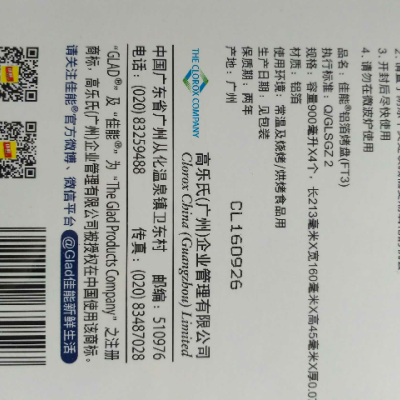 3. 开封后尽快使用
4. 请勿在微波炉使用
品名: 佳能®铝箔烤盘(FT3)
执行标准: Q/GLSGZ 2
规格: 容量900毫升X4个, 长213毫米X宽160毫米X高45毫米X厚0.0
材质: 铝箔
使用环境: 常温及烧烤/烘烤食品用
生产日期: 见包装
保质期: 两年
产地: 广州
CL160926
THE CLOROX COMPANY
高乐氏(广州)企业管理有限公司
Clorox China (Guangzhou) Limited
中国广东省广州从化温泉镇卫东村 邮编: 510976
电话: (020) 83259488 传真: (020) 83487028
“GLAD®” 及 “佳能®” 为 “The Glad Products Company” 之注册
商标, 高乐氏(广州)企业管理有限公司被授权在中国使用该商标。
请关注佳能®官方微博、微信平台 @Glad佳能新鲜生活